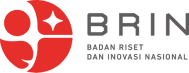 BRIN
BADAN RISET
DAN INOVASI NASIONAL